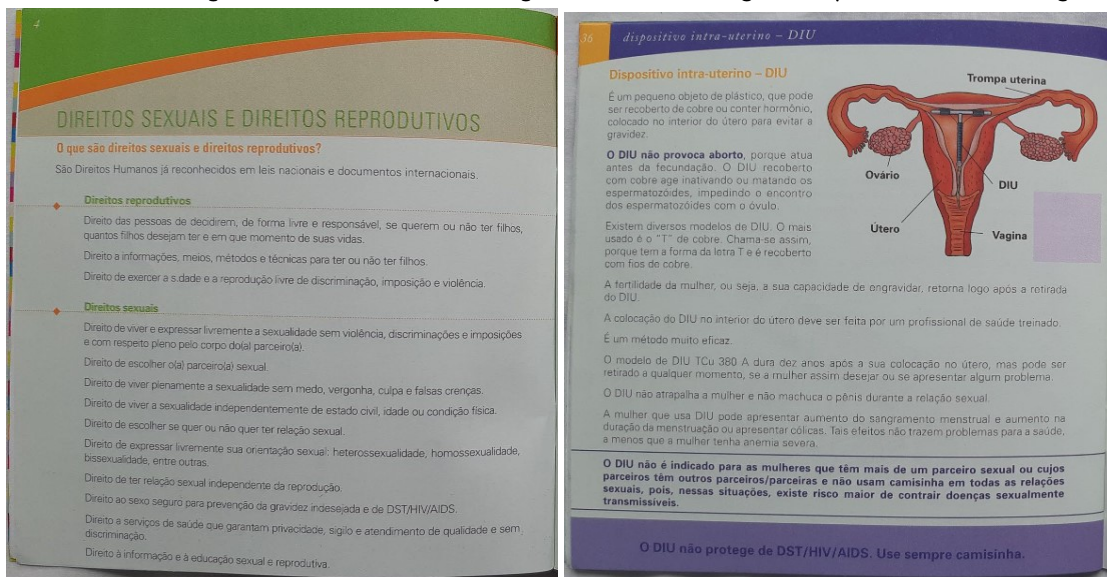 4
DIREITOS SEXUAIS E DIREITOS REPRODUTIVOS
O que são direitos sexuais e direitos reprodutivos?
São Direitos Humanos já reconhecidos em leis nacionais e documentos internacionais.
Direitos reprodutivos
Direito das pessoas de decidirem, de forma livre e responsável, se querem ou não ter filhos,
quantos filhos desejam ter e em que momento de suas vidas.
Direito a informações, meios, métodos e técnicas para ter ou não ter filhos.
Direito de exercer a s.dade e a reprodução livre de discriminação, imposição e violência.
Direitos sexuais
Direito de viver e expressar livremente a sexualidade sem violência, discriminações e imposições
e com respeito pleno pelo corpo do(a) parceiro(a).
Direito de escolher o(a) parceiro(a) sexual.
Direito de viver plenamente a sexualidade sem medo, vergonha, culpa e falsas crenças.
Direito de viver a sexualidade independentemente de estado civil, idade ou condição física.
Direito de escolher se quer ou não quer ter relação sexual.
Direito de expressar livremente sua orientação sexual: heterossexualidade, homossexualidade,
bissexualidade, entre outras.
Direito de ter relação sexual independente da reprodução.
Direito ao sexo seguro para prevenção da gravidez indesejada e de DST/HIV/AIDS.
Direito a serviços de saúde que garantam privacidade, sigilo e atendimento de qualidade e sem
discriminação.
Direito à informação e à educação sexual e reprodutiva.
36
dispositivo intra-uterino – DIU
Dispositivo intra-uterino – DIU
É um pequeno objeto de plástico, que pode
ser recoberto de cobre ou conter hormônio,
colocado no interior do útero para evitar a
gravidez.
O DIU não provoca aborto, porque atua
antes da fecundação. O DIU recoberto
com cobre age inativando ou matando os
espermatozóides, impedindo o encontro
dos espermatozóides com o óvulo.
Existem diversos modelos de DIU. O mais
usado é o "T" de cobre. Chama-se assim,
porque tem a forma da letra T e é recoberto
com fios de cobre.
Trompa uterina
Ovário
DIU
Útero
Vagina
A fertilidade da mulher, ou seja, a sua capacidade de engravidar, retorna logo após a retirada
do DIU.
A colocação do DIU no interior do útero deve ser feita por um profissional de saúde treinado.
É um método muito eficaz.
O modelo de DIU TCu 380 A dura dez anos após a sua colocação no útero, mas pode ser
retirado a qualquer momento, se a mulher assim desejar ou se apresentar algum problema.
O DIU não atrapalha a mulher e não machuca o pênis durante a relação sexual.
A mulher que usa DIU pode apresentar aumento do sangramento menstrual e aumento na
duração da menstruação ou apresentar cólicas. Tais efeitos não trazem problemas para a saúde,
a menos que a mulher tenha anemia severa.
O DIU não é indicado para as mulheres que têm mais de um parceiro sexual ou cujos
parceiros têm outros parceiros/parceiras e não usam camisinha em todas as relações
sexuais, pois, nessas situações, existe risco maior de contrair doenças sexualmente
transmissíveis.
O DIU não protege de DST/HIV/AIDS. Use sempre camisinha.